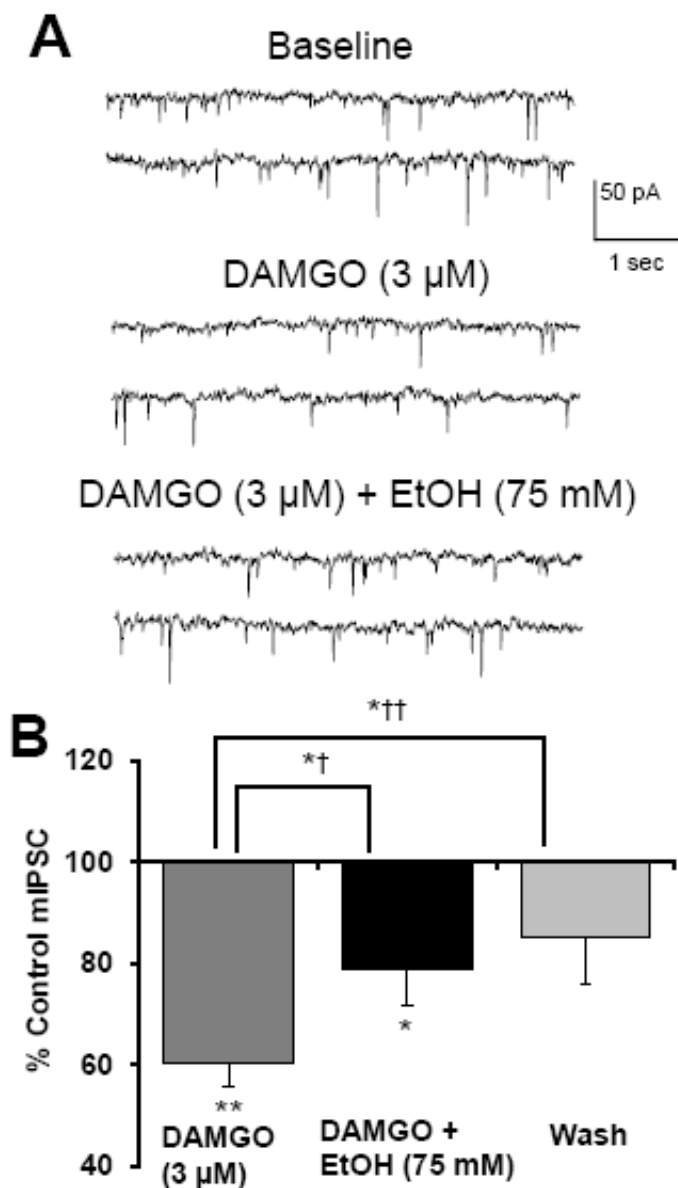 A
Baseline
50 pA
1 sec
DAMGO (3 µM)
DAMGO (3 µM) + EtOH (75 mM)
B
*††
*†
120
100
80
60
40
% Control mIPSC
**
*
DAMGO
(3 µM)
DAMGO +
EtOH (75 mM)
Wash